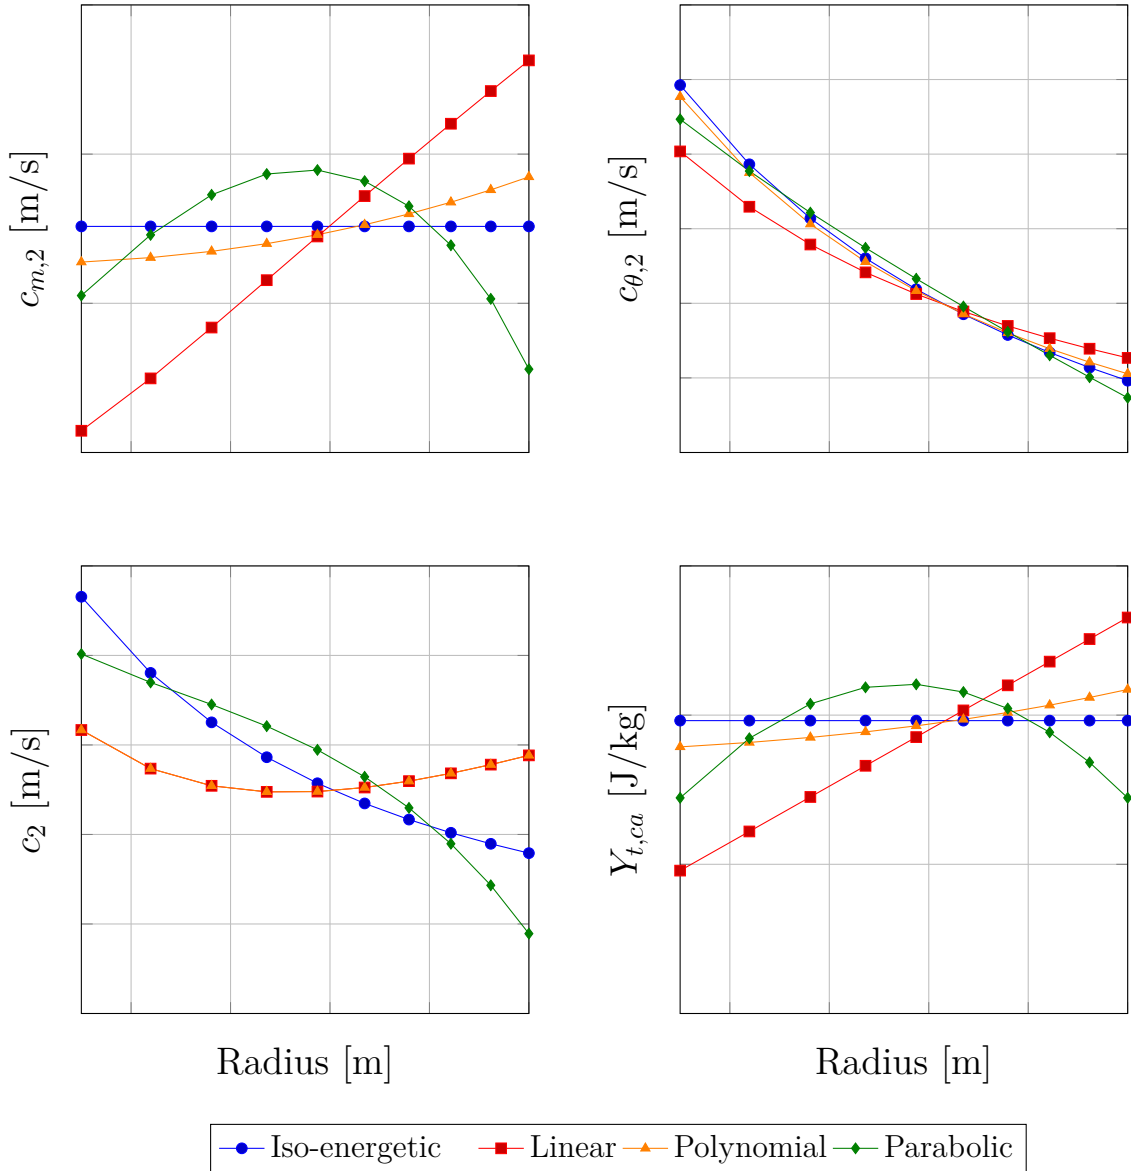 c_{m,2} [m/s]
c_{θ,2} [m/s]
c_2 [m/s]
Y_{t,ca} [J/kg]
Radius [m]
Radius [m]
Iso-energetic Linear Polynomial Parabolic